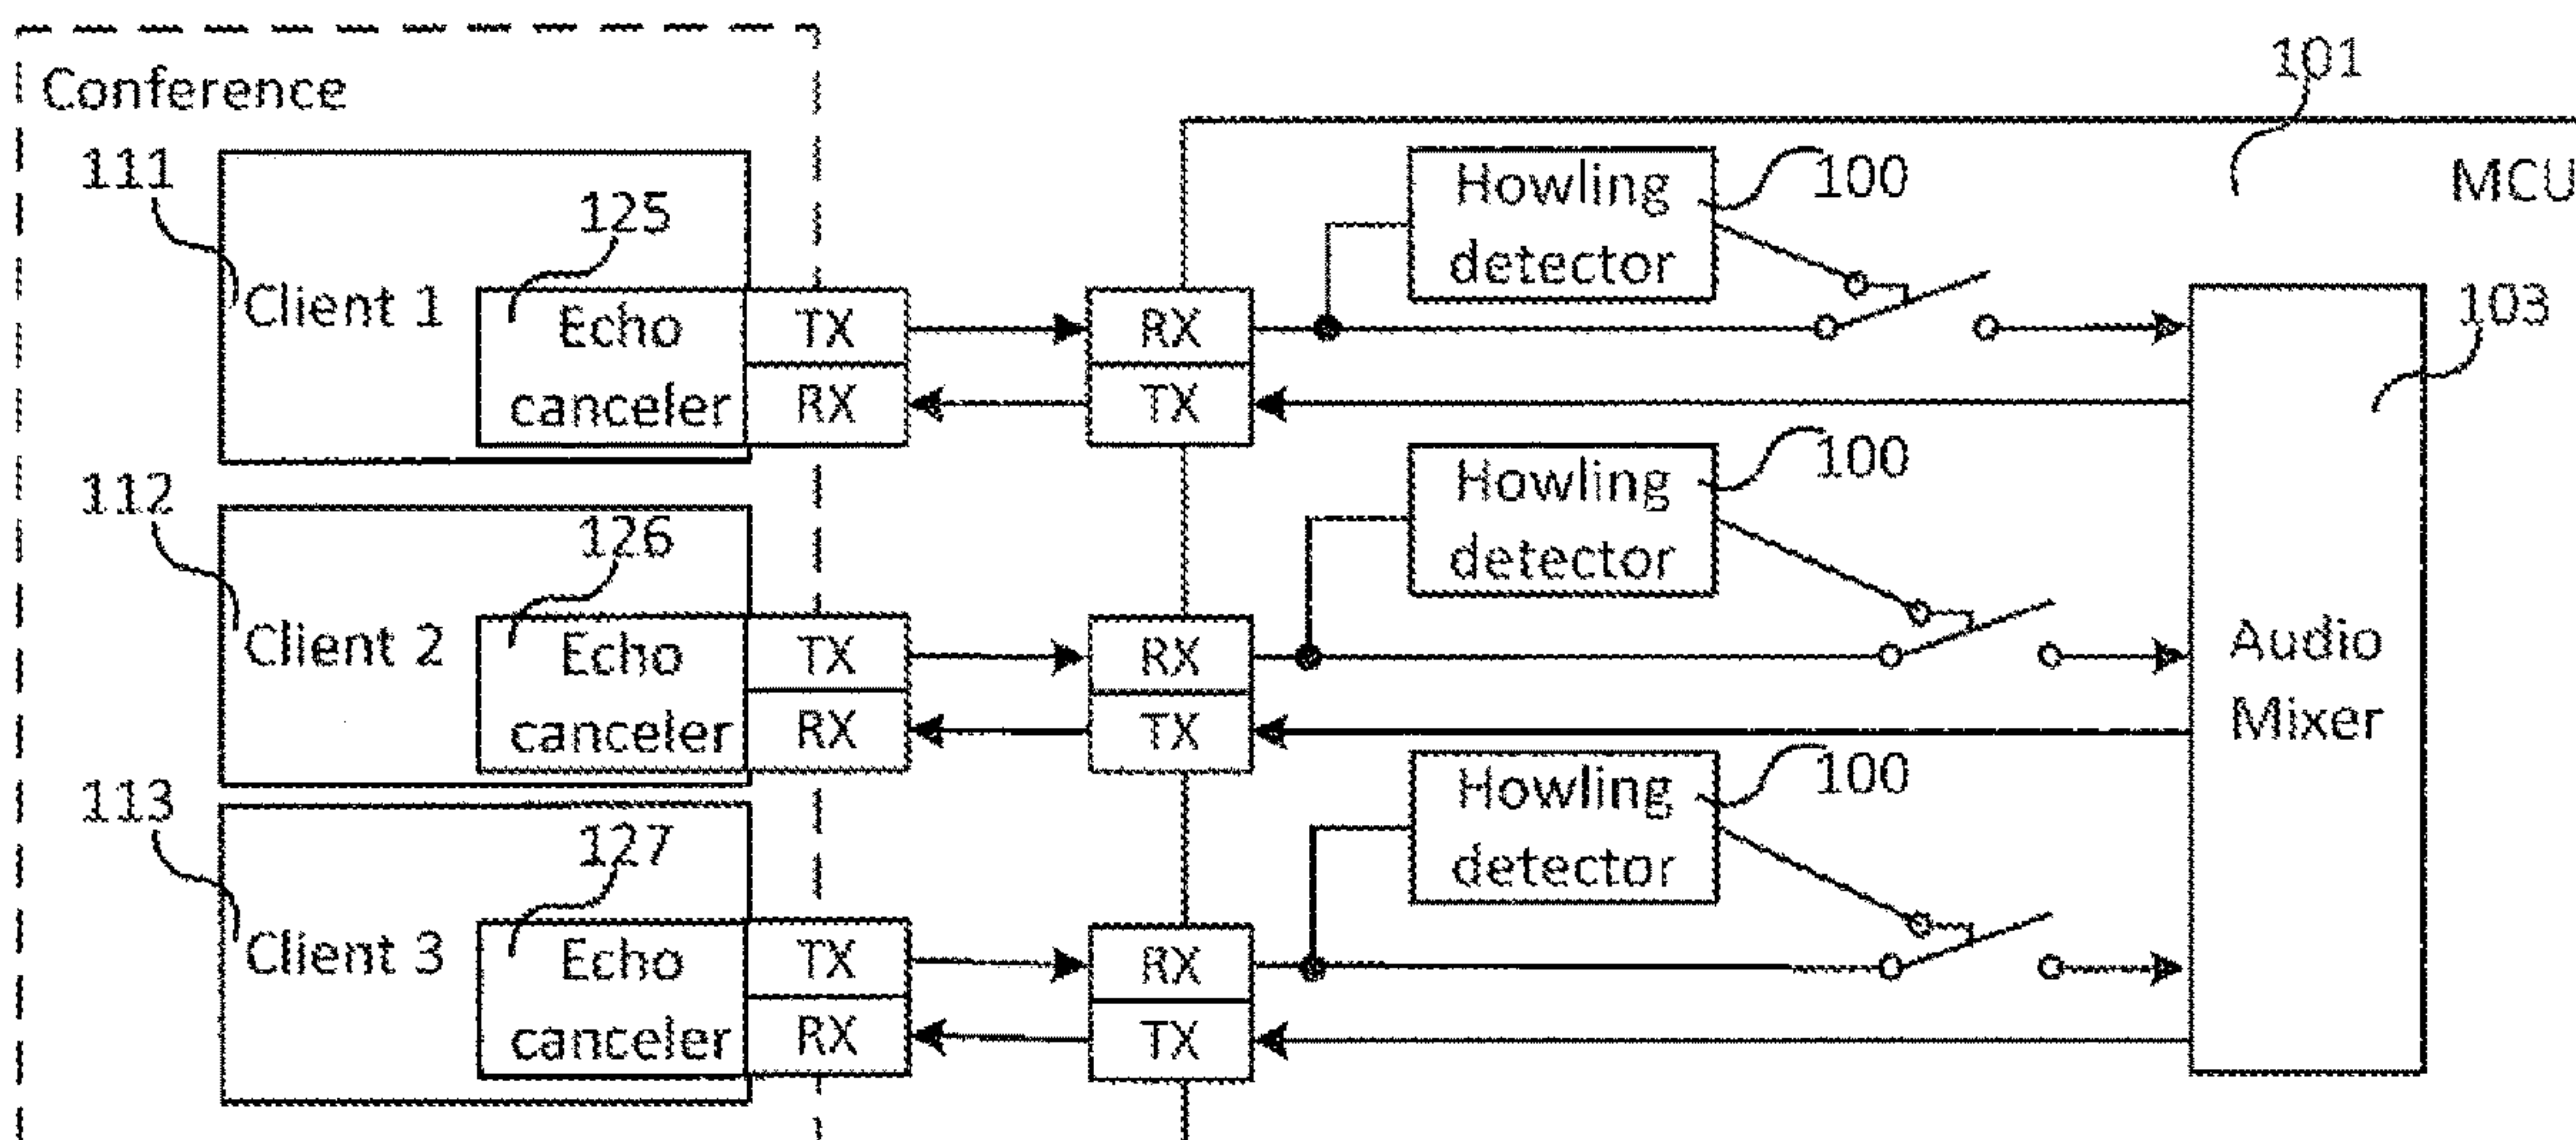 Conference
101
MCU
111
125
Client 1
Echo
canceler
TX
RX
RX
TX
Howling
detector
100
103
112
126
Client 2
Echo
canceler
TX
RX
RX
TX
Howling
detector
100
Audio
Mixer
113
127
Client 3
Echo
canceler
TX
RX
RX
TX
Howling
detector
100